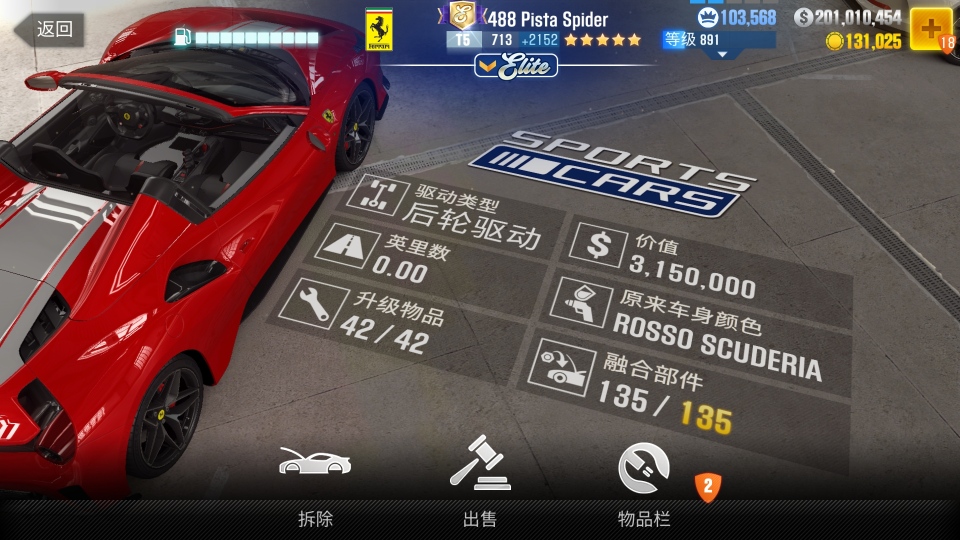 返回
FERRARI
488 Pista Spider
T5 713 +2152
Elite
103,568
201,010,454
等级 891
131,025
18
SPORTS
CARS
驱动类型
后轮驱动
英里数
0.00
升级物品
42/42
$ 价值
3,150,000
原来车身颜色
ROSSO SCUDERIA
融合部件
135/135
2
拆除
出售
物品栏